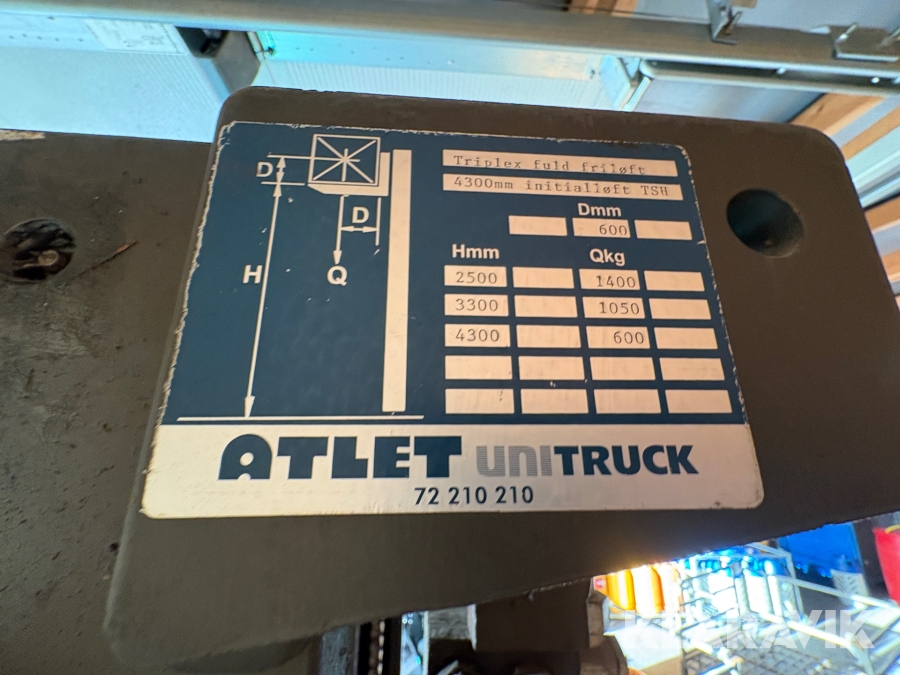 Triplex fuld friløft
4300mm initialløft TSH
D
D
H
Q
Dmm
600
Hmm Qkg
2500 1400
3300 1050
4300 600
ATLET UNITRUCK
72 210 210
KLARAVIK